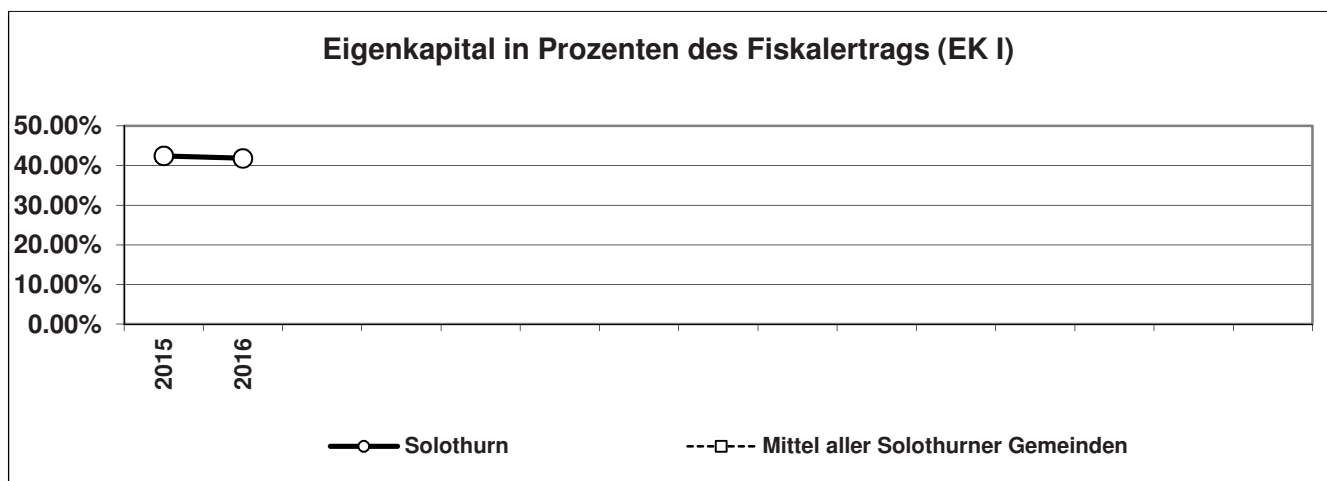 Eigenkapital in Prozenten des Fiskalertrags (EK I)
50.00%
40.00%
30.00%
20.00%
10.00%
0.00%
2015
2016
Solothurn
Mittel aller Solothurner Gemeinden